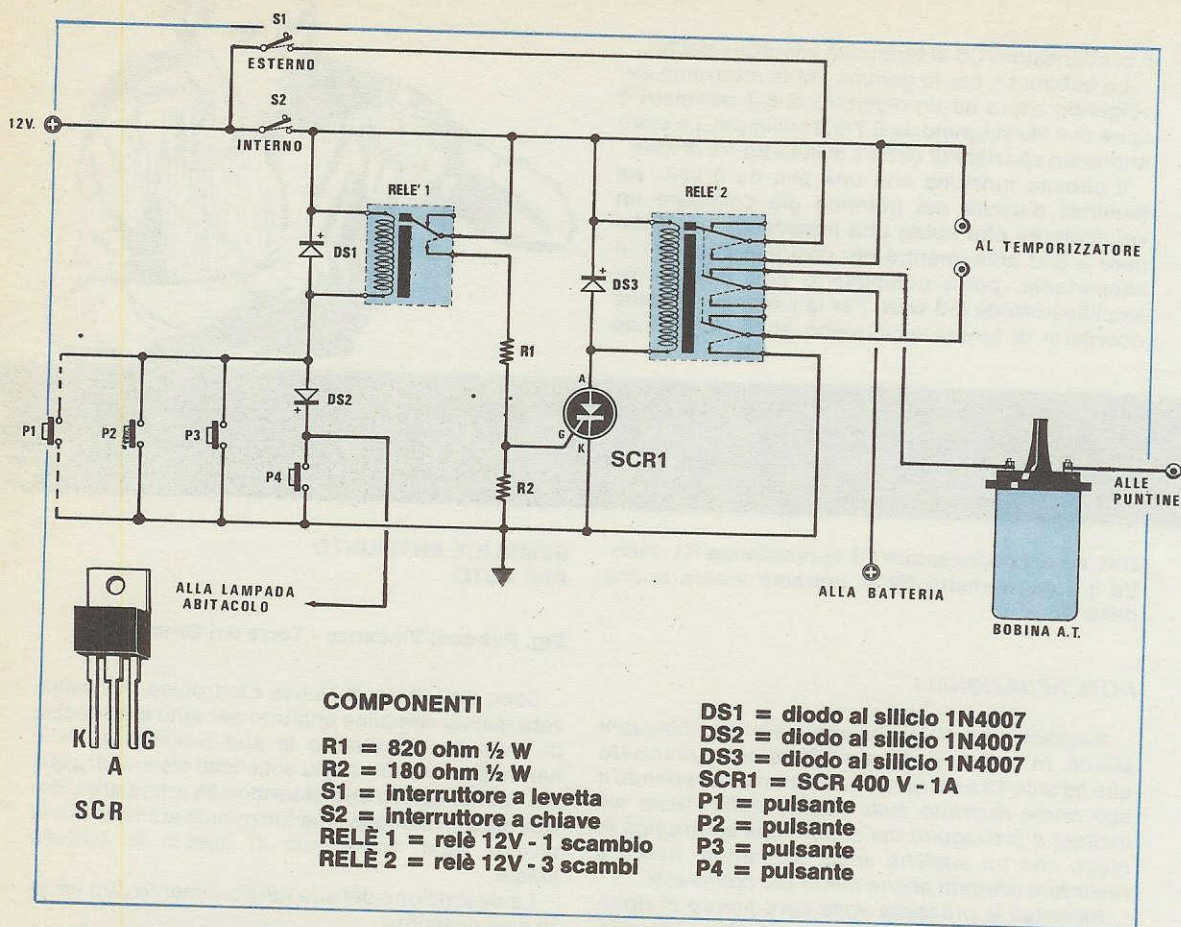 S1
ESTERNO
S2
INTERNO
12V.
RELE' 1
RELE' 2
DS1
DS3
AL TEMPORIZZATORE
R1
DS2
A
P1
P2
P3
G
K
SCR1
P4
R2
ALLE
PUNTINE
ALLA LAMPADA
ABITACOLO
ALLA BATTERIA
BOBINA A.T.
K
G
A
SCR
COMPONENTI
R1 = 820 ohm ½ W
R2 = 180 ohm ½ W
S1 = interruttore a levetta
S2 = interruttore a chiave
RELÈ 1 = relè 12V - 1 scambio
RELÈ 2 = relè 12V - 3 scambi
DS1 = diodo al silicio 1N4007
DS2 = diodo al silicio 1N4007
DS3 = diodo al silicio 1N4007
SCR1 = SCR 400 V - 1A
P1 = pulsante
P2 = pulsante
P3 = pulsante
P4 = pulsante